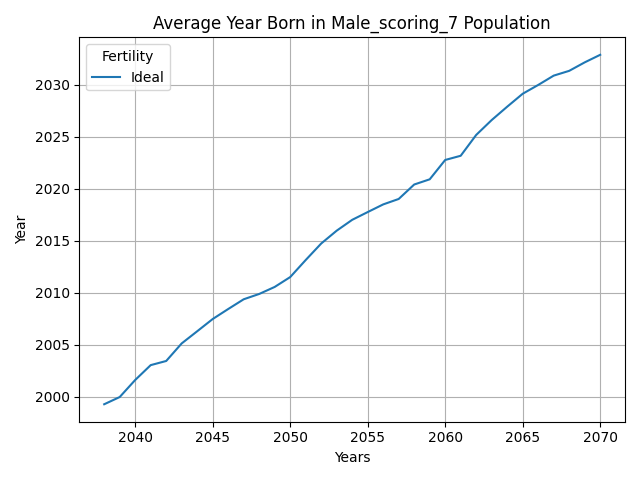 Average Year Born in Male_scoring_7 Population
Fertility
Ideal
Year
2030
2025
2020
2015
2010
2005
2000
2040 2045 2050 2055 2060 2065 2070
Years